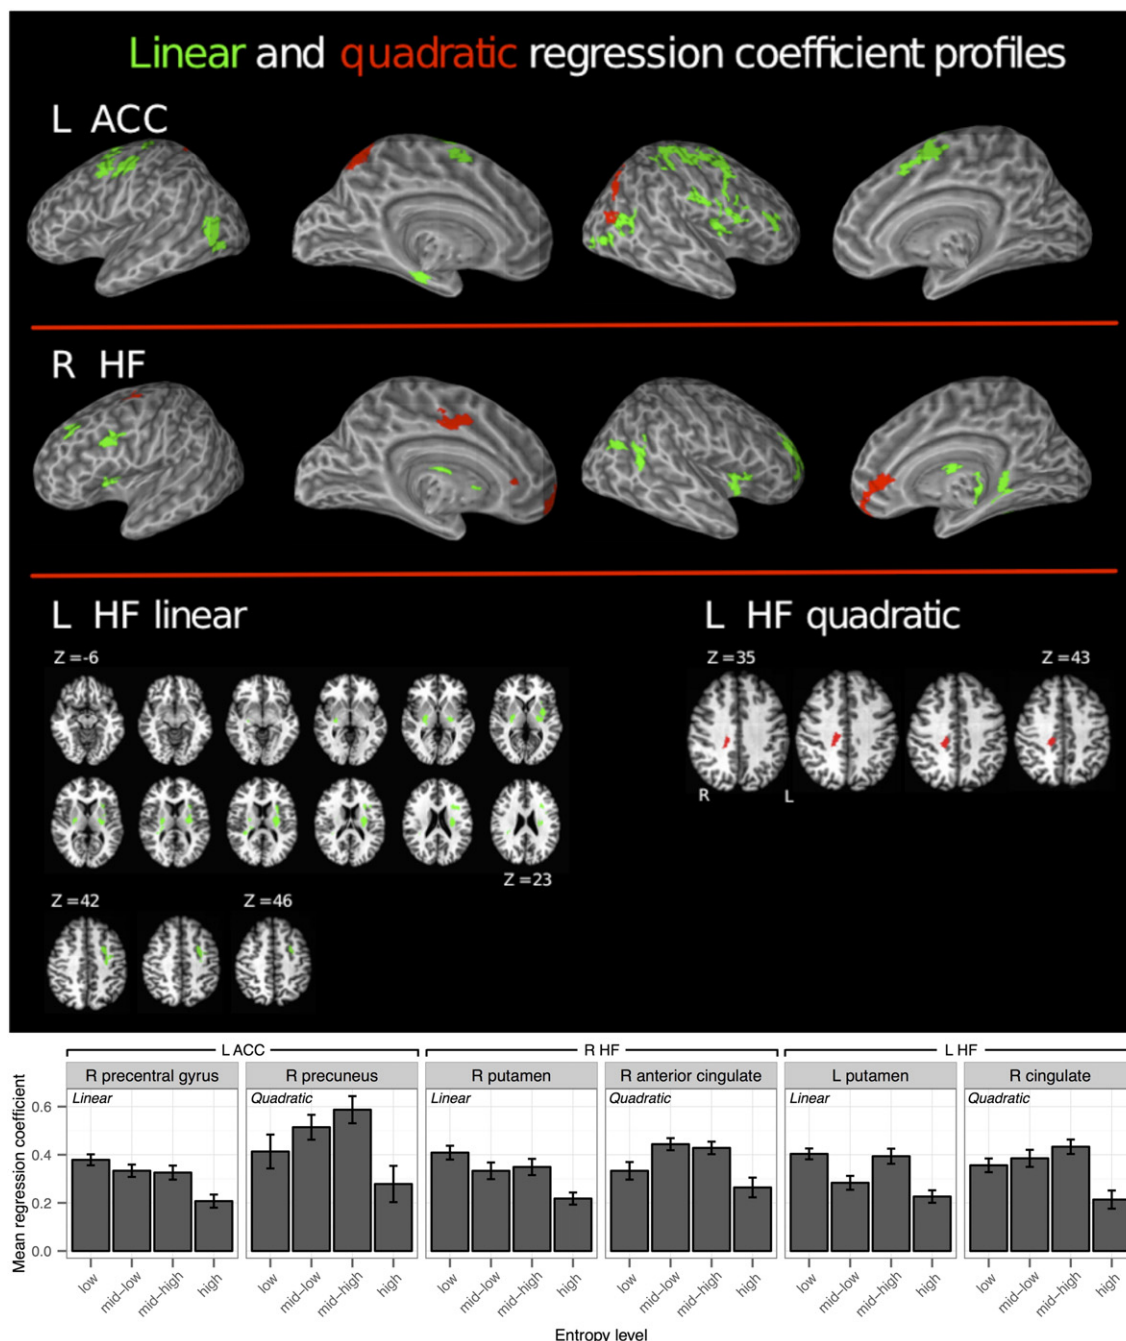 Linear and quadratic regression coefficient profiles
L ACC
R HF
L HF linear
L HF quadratic
Z =-6
Z =35
Z =43
R
L
Z =23
Z =42
Z =46
L ACC
R HF
L HF
R precentral gyrus
R precuneus
R putamen
R anterior cingulate
L putamen
R cingulate
Linear
Quadratic
Linear
Quadratic
Linear
Quadratic
Mean regression coefficient
0.6
0.4
0.2
0.0
low
mid−low
mid−high
high
low
mid−low
mid−high
high
low
mid−low
mid−high
high
low
mid−low
mid−high
high
low
mid−low
mid−high
high
low
mid−low
mid−high
high
Entropy level